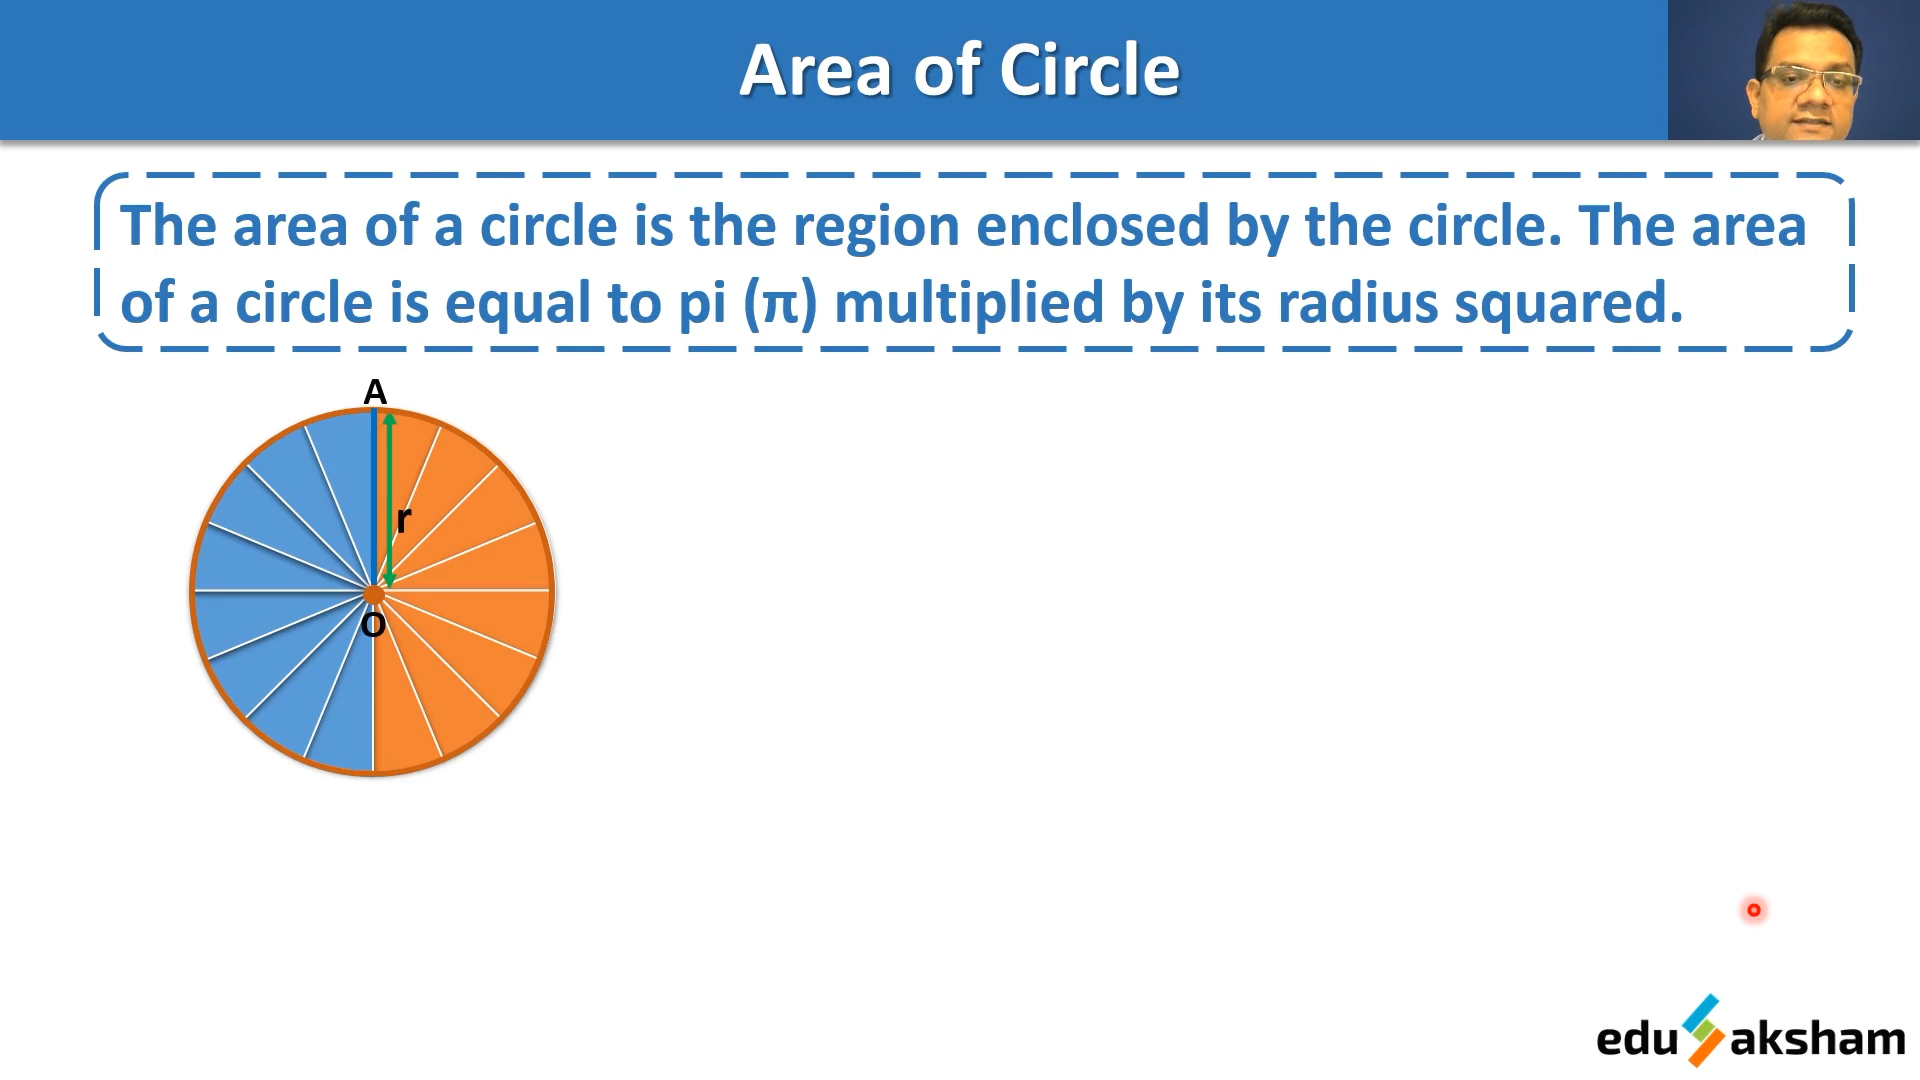 Area of Circle
The area of a circle is the region enclosed by the circle. The area
of a circle is equal to pi (π) multiplied by its radius squared.
A
r
O
edu aksham